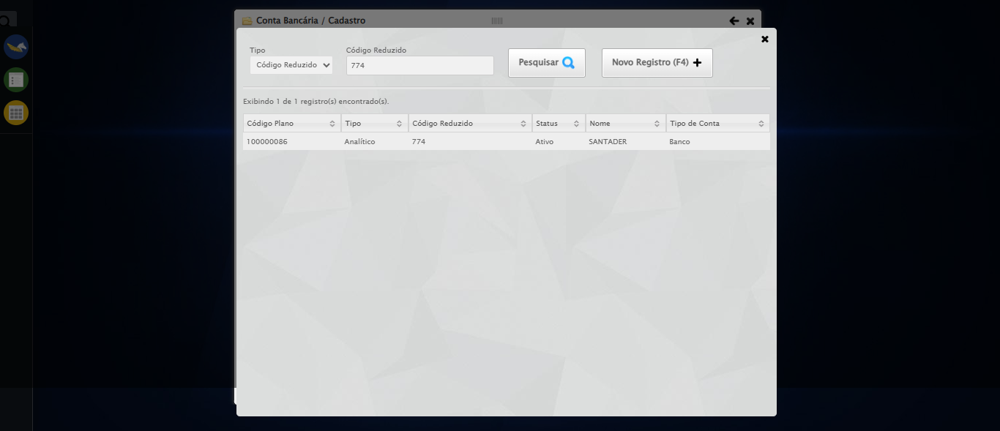 Conta Bancária / Cadastro
Tipo
Código Reduzido
Código Reduzido
774
Pesquisar
Novo Registro (F4)
Exibindo 1 de 1 registro(s) encontrado(s).
Código Plano Tipo Código Reduzido Status Nome Tipo de Conta
100000086 Analítico 774 Ativo SANTADER Banco